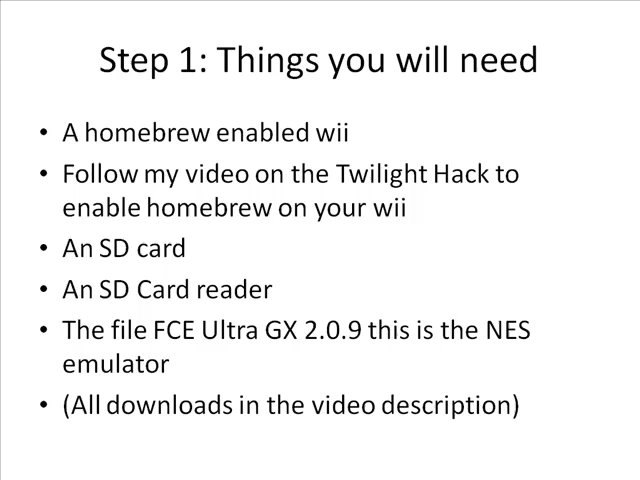 Step 1: Things you will need
• A homebrew enabled wii
• Follow my video on the Twilight Hack to
enable homebrew on your wii
• An SD card
• An SD Card reader
• The file FCE Ultra GX 2.0.9 this is the NES
emulator
• (All downloads in the video description)